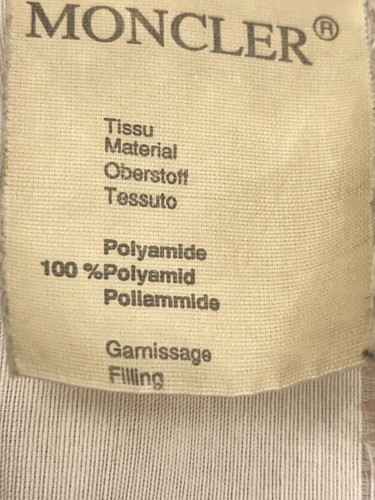 MONCLER®
Tissu
Material
Oberstoff
Tessuto
Polyamide
100 %Polyamid
Poliammide
Garnissage
Filling